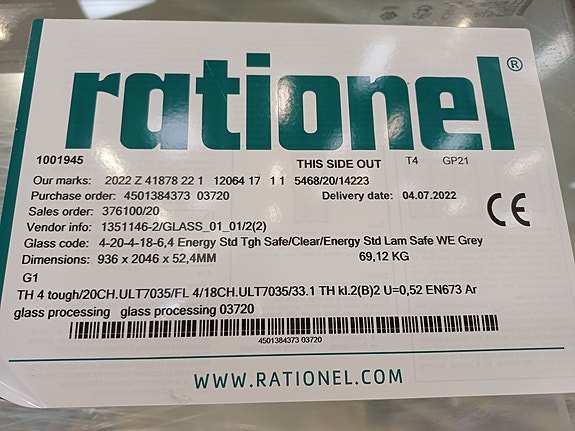 rationel®
1001945 THIS SIDE OUT T4 GP21
Our marks: 2022 Z 41878 22 1 12064 17 1 1 5468/20/14223
Purchase order: 4501384373 03720 Delivery date: 04.07.2022
Sales order: 376100/20
CE
Vendor info: 1351146-2/GLASS_01_01/2(2)
Glass code: 4-20-4-18-6,4 Energy Std Tgh Safe/Clear/Energy Std Lam Safe WE Grey
Dimensions: 936 x 2046 x 52,4MM 69,12 KG
G1
TH 4 tough/20CH.ULT7035/FL 4/18CH.ULT7035/33.1 TH kl.2(B)2 U=0,52 EN673 Ar
glass processing glass processing 03720
4501384373 03720
WWW.RATIONEL.COM